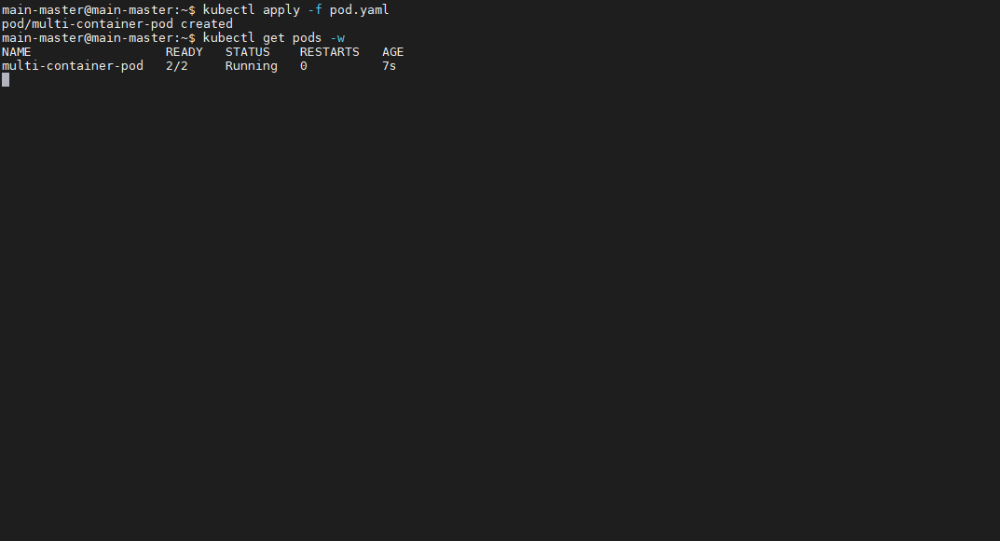 main-master@main-master:~$ kubectl apply -f pod.yaml
pod/multi-container-pod created
main-master@main-master:~$ kubectl get pods -w
NAME                  READY   STATUS    RESTARTS   AGE
multi-container-pod   2/2     Running   0          7s